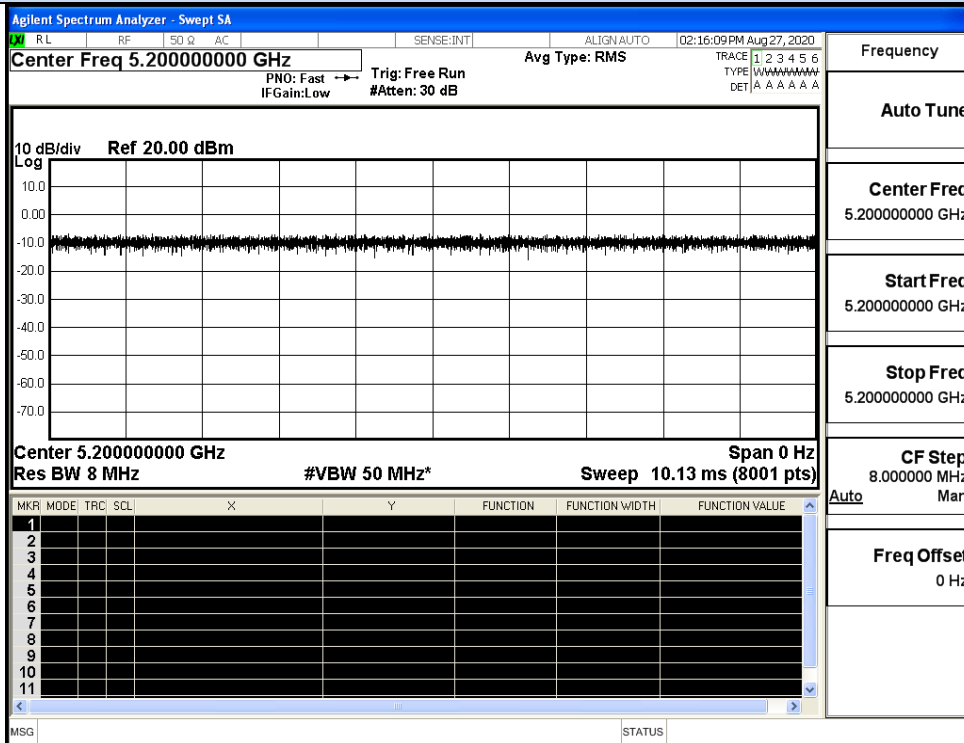 Agilent Spectrum Analyzer - Swept SA
LXI RL RF 50 Ω AC SENSE:INT ALIGN AUTO 02:16:09 PM Aug 27, 2020
Center Freq 5.200000000 GHz
PNO: Fast
IFGain:Low
Trig: Free Run
#Atten: 30 dB
Avg Type: RMS
TRACE 1 2 3 4 5 6
TYPE WWWWWW
DET A A A A A A
Frequency
Auto Tune
Center Freq
5.200000000 GHz
Start Freq
5.200000000 GHz
Stop Freq
5.200000000 GHz
CF Step
8.000000 MHz
Auto Man
Freq Offset
0 Hz
10 dB/div Ref 20.00 dBm
Log
10.0
0.00
-10.0
-20.0
-30.0
-40.0
-50.0
-60.0
-70.0
Center 5.200000000 GHz Span 0 Hz
Res BW 8 MHz #VBW 50 MHz* Sweep 10.13 ms (8001 pts)
MKR MODE TRC SCL X Y FUNCTION FUNCTION WIDTH FUNCTION VALUE
1
2
3
4
5
6
7
8
9
10
11
MSG STATUS